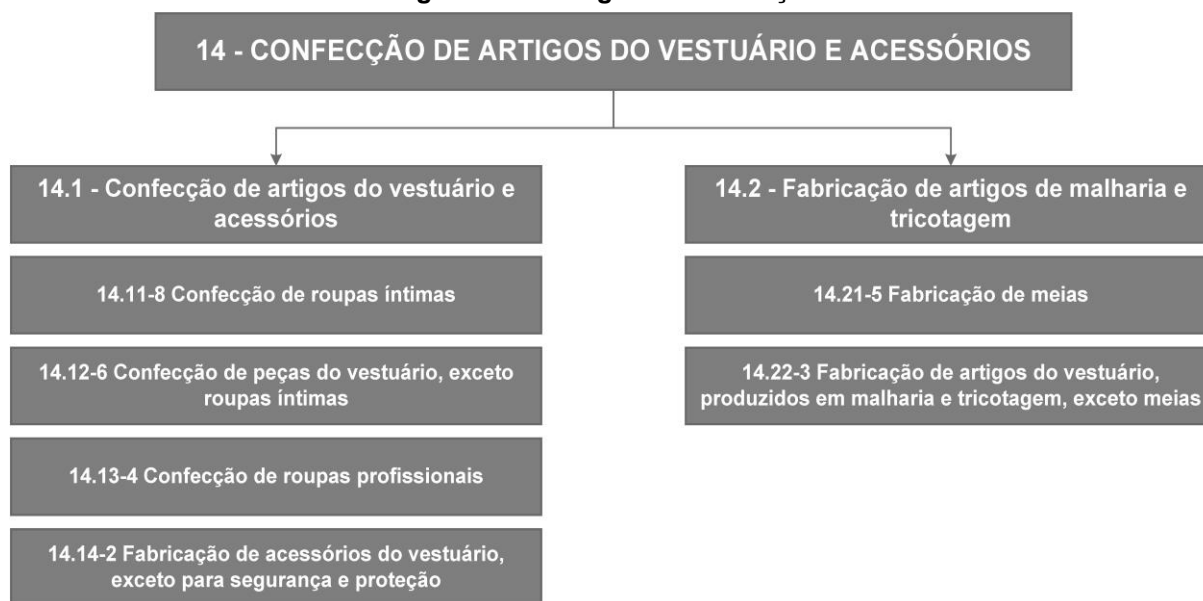 14 - CONFECÇÃO DE ARTIGOS DO VESTUÁRIO E ACESSÓRIOS
14.1 - Confecção de artigos do vestuário e
acessórios
14.11-8 Confecção de roupas íntimas
14.12-6 Confecção de peças do vestuário, exceto
roupas íntimas
14.13-4 Confecção de roupas profissionais
14.14-2 Fabricação de acessórios do vestuário,
exceto para segurança e proteção
14.2 - Fabricação de artigos de malharia e
tricotagem
14.21-5 Fabricação de meias
14.22-3 Fabricação de artigos do vestuário,
produzidos em malharia e tricotagem, exceto meias